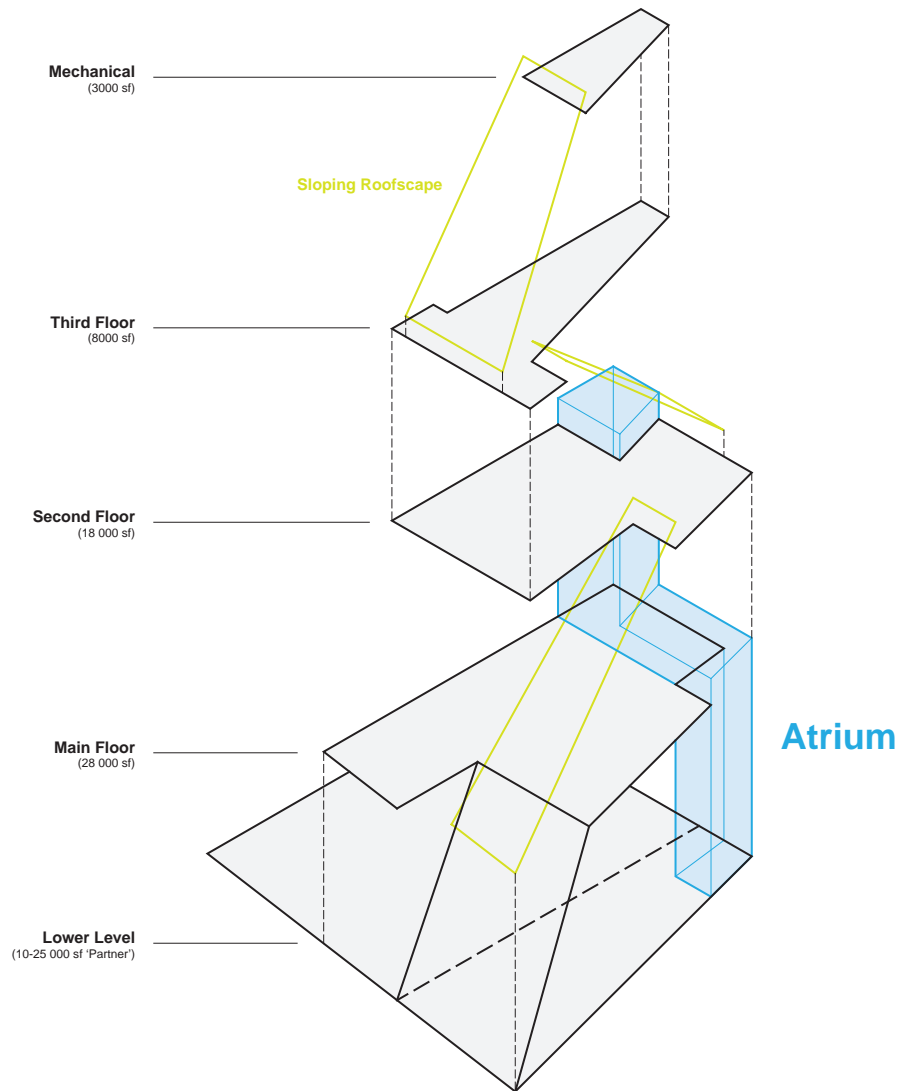 Mechanical
(3000 sf)
Sloping Roofscape
Third Floor
(8000 sf)
Second Floor
(18 000 sf)
Main Floor
(28 000 sf)
Atrium
Lower Level
(10-25 000 sf ‘Partner’)